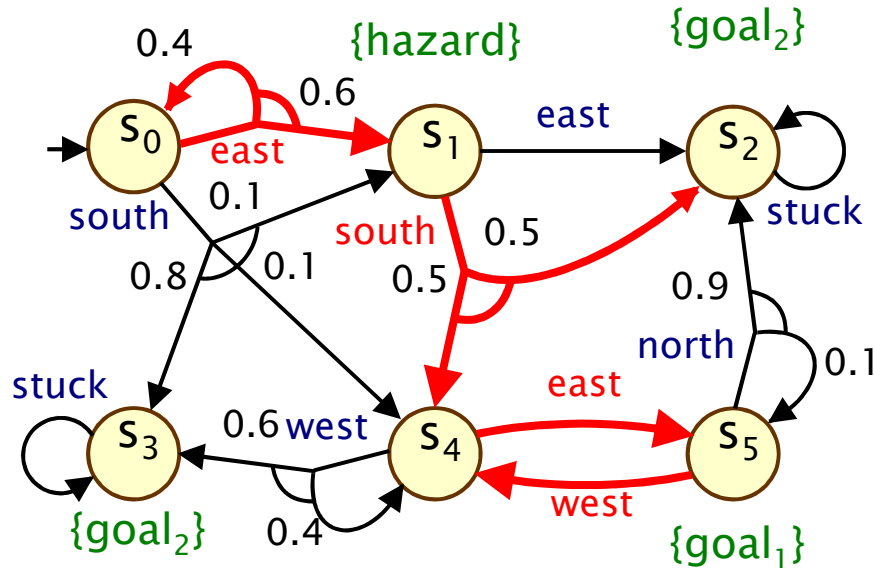 0.4
{hazard}
{goal₂}
0.6
s₀
east
s₁
east
s₂
south
0.1
south
0.5
stuck
0.8
0.1
0.5
0.9
north
0.1
stuck
east
0.6
west
s₃
s₄
s₅
west
{goal₂}
0.4
{goal₁}